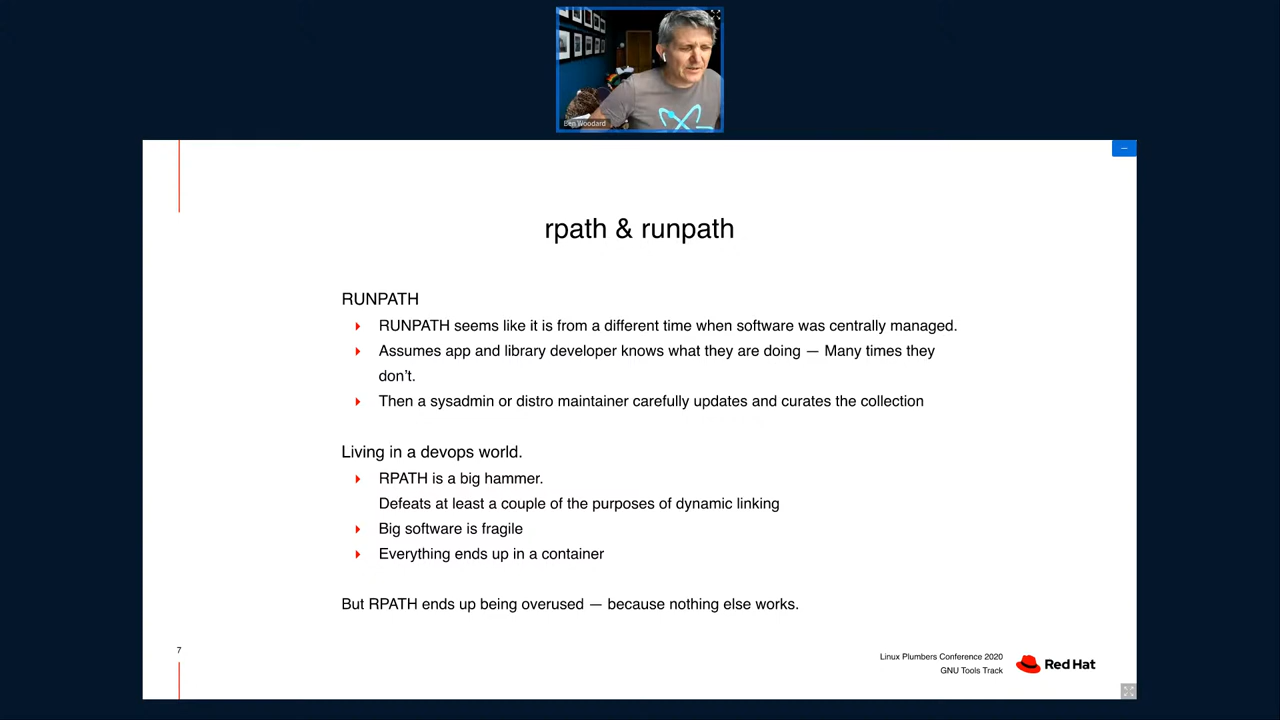 Ben Woodard
rpath & runpath
RUNPATH
RUNPATH seems like it is from a different time when software was centrally managed.
Assumes app and library developer knows what they are doing — Many times they
don't.
Then a sysadmin or distro maintainer carefully updates and curates the collection
Living in a devops world.
RPATH is a big hammer.
Defeats at least a couple of the purposes of dynamic linking
Big software is fragile
Everything ends up in a container
But RPATH ends up being overused — because nothing else works.
7
Linux Plumbers Conference 2020
GNU Tools Track
Red Hat